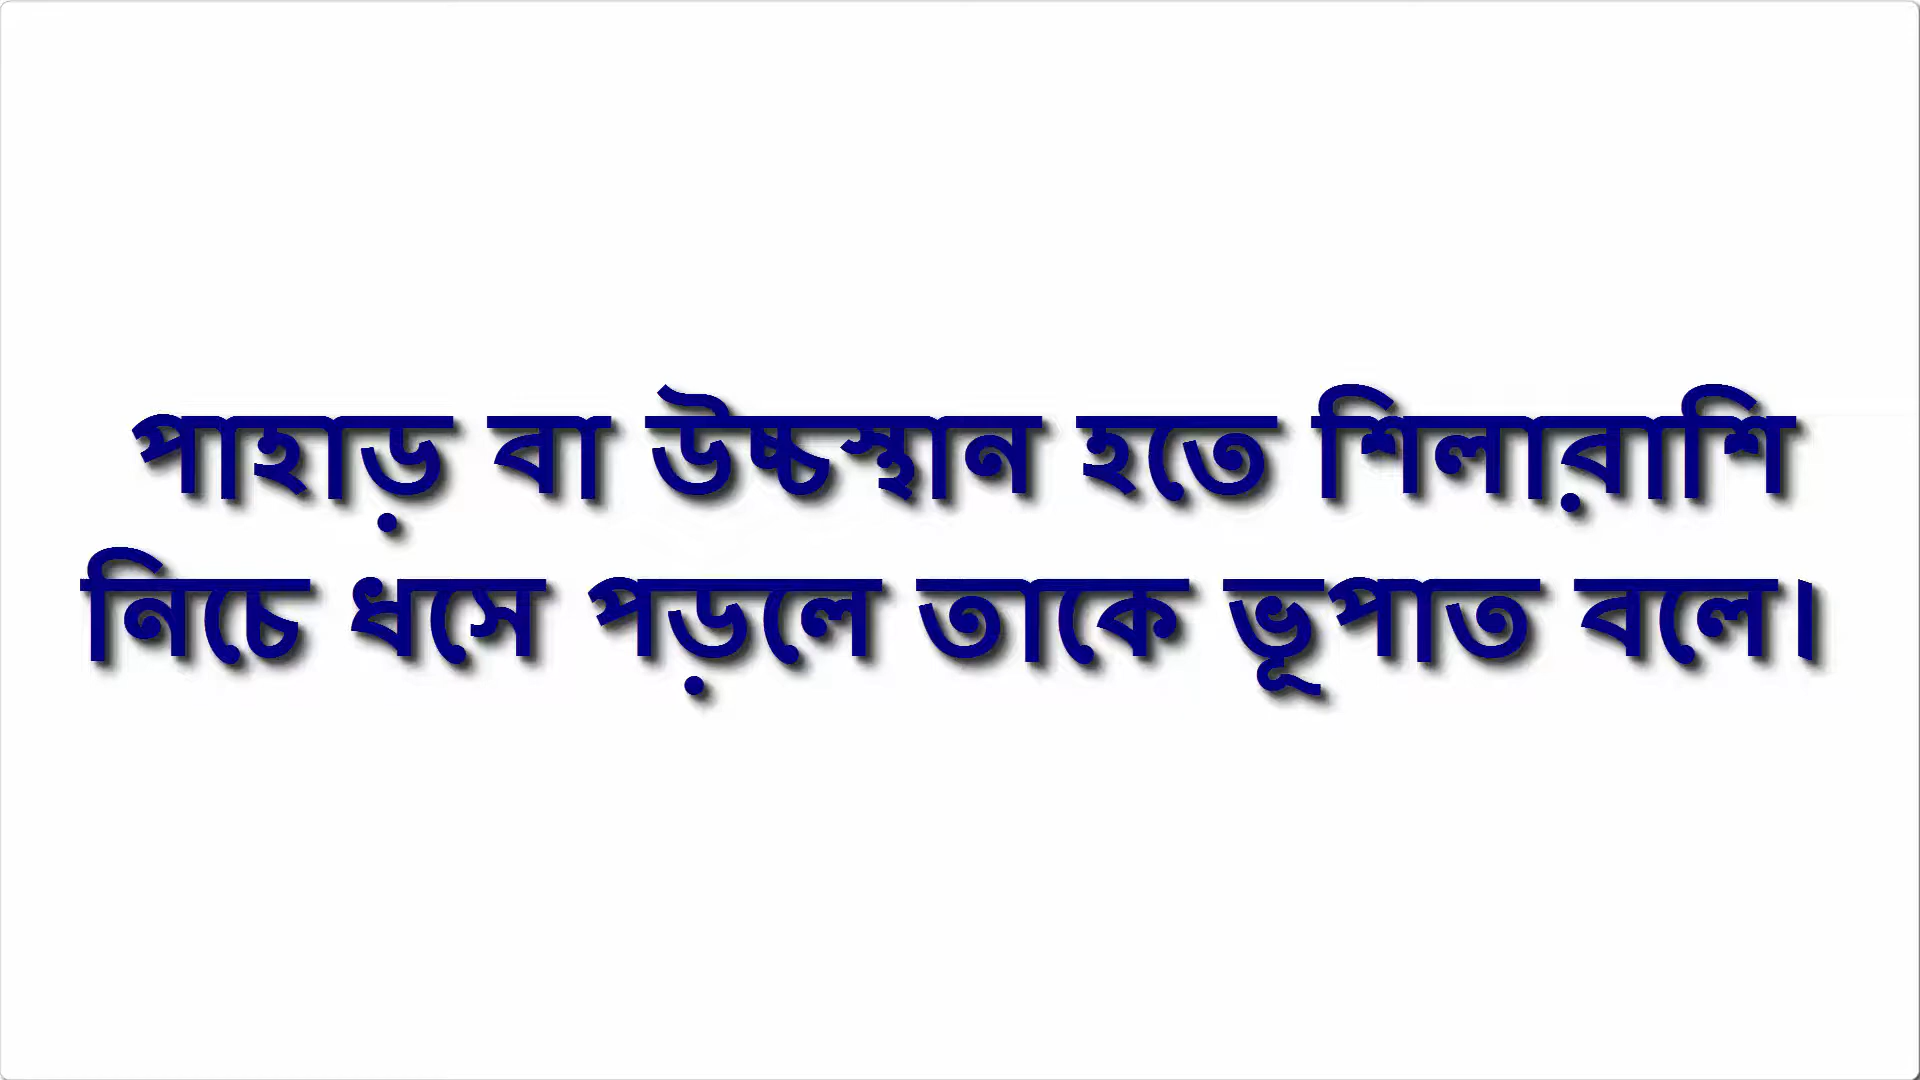 পাহাড় বা উচ্চস্থান হতে শিলারাশি
নিচে ধসে পড়লে তাকে ভূপাত বলে।